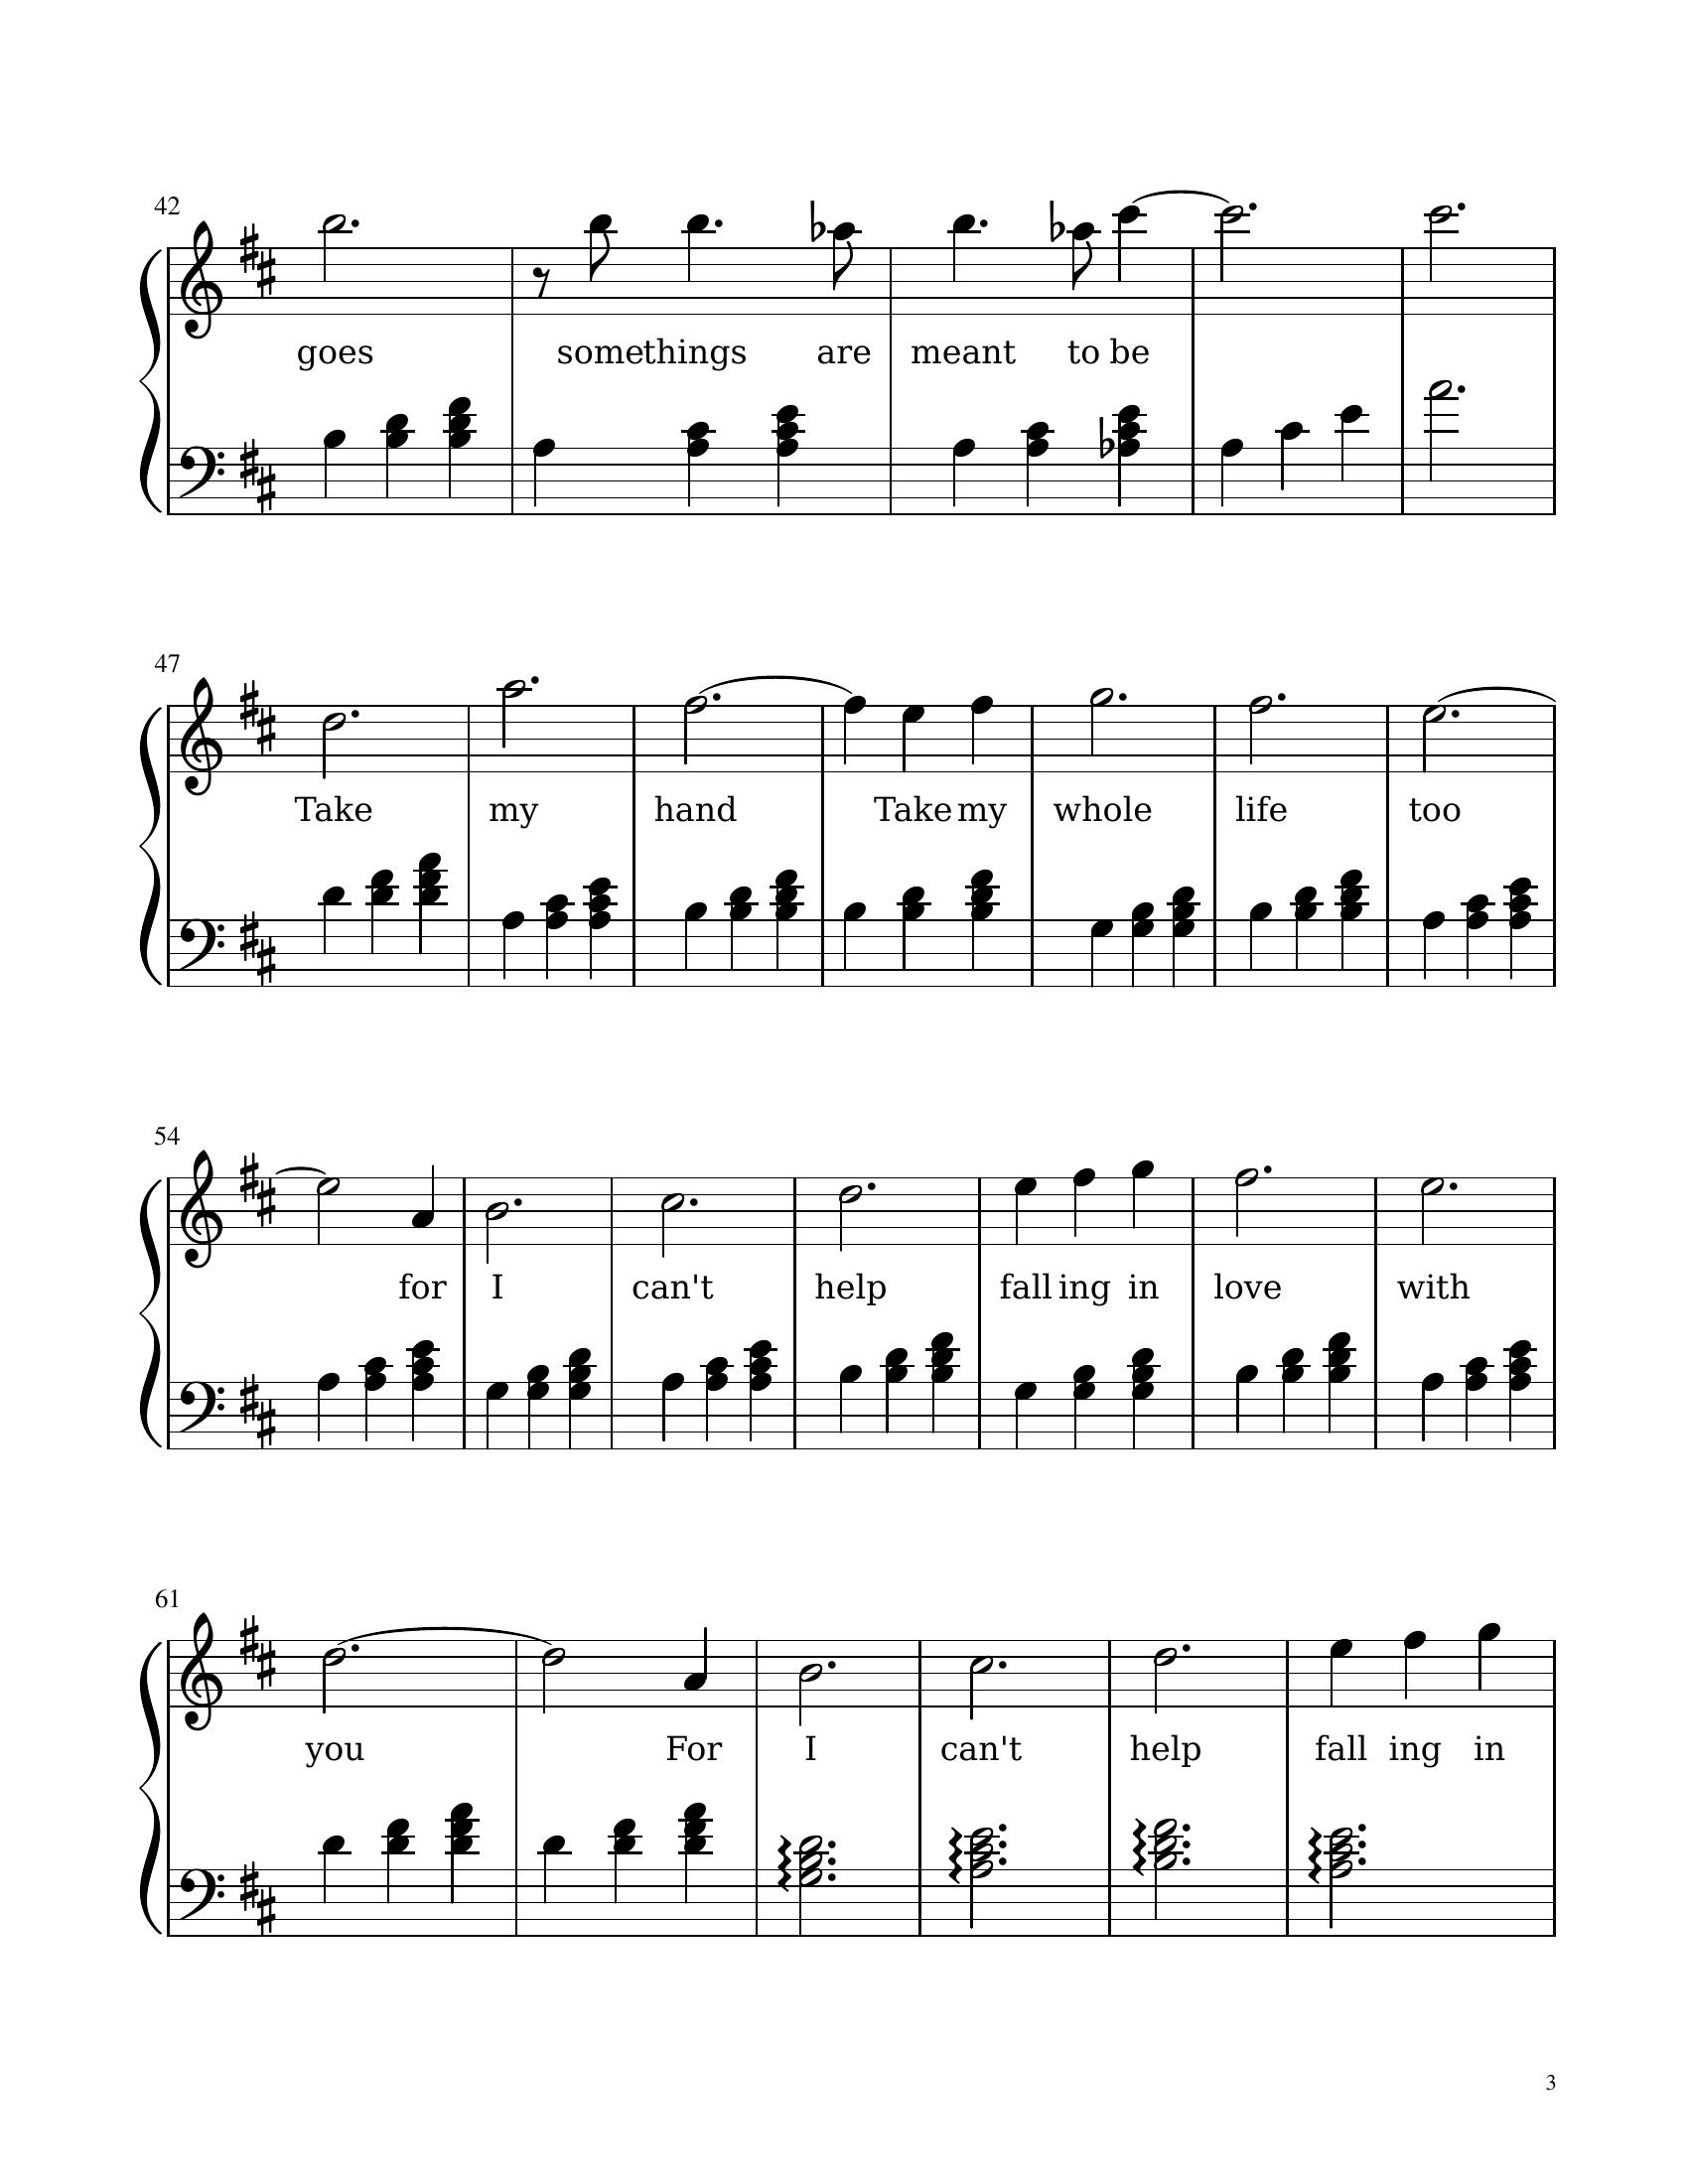 42
goes somethings are meant to be
47
Take my hand Take my whole life too
54
for I can't help fall ing in love with
61
you For I can't help fall ing in
3